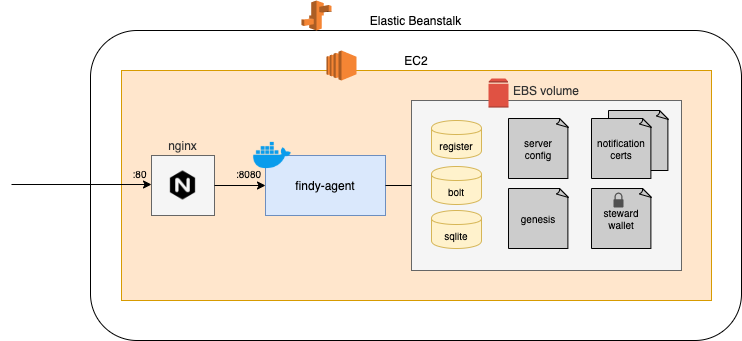 Elastic Beanstalk
EC2
EBS volume
nginx
:80
N
:8080
findy-agent
register
bolt
sqlite
server
config
notification
certs
genesis
steward
wallet